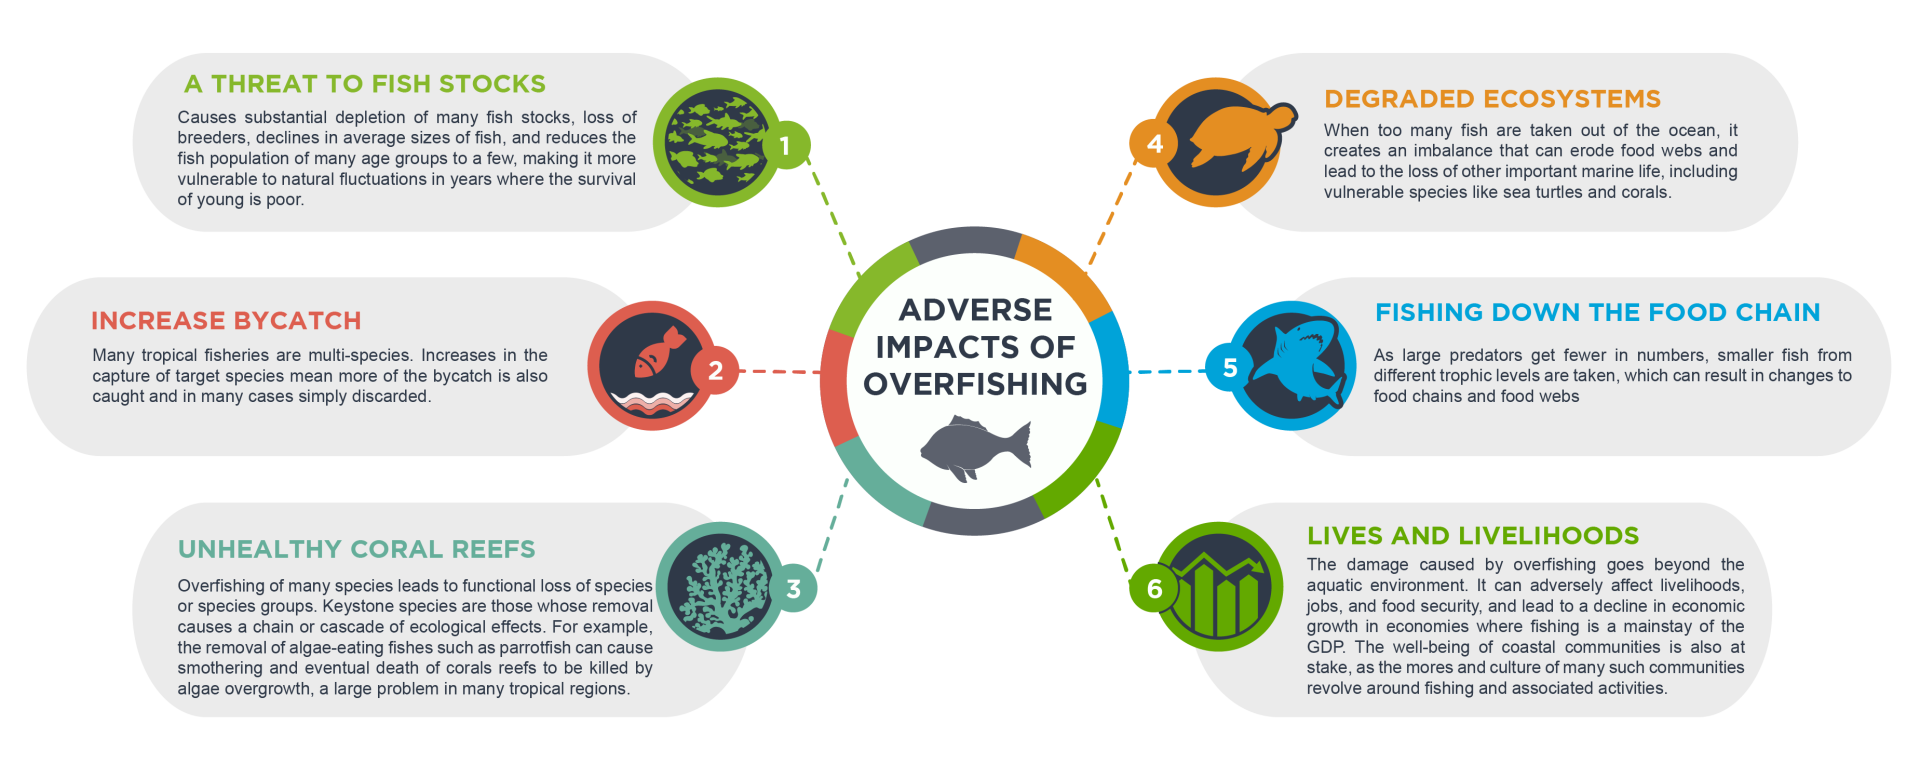 A THREAT TO FISH STOCKS
Causes substantial depletion of many fish stocks, loss of
breeders, declines in average sizes of fish, and reduces the
fish population of many age groups to a few, making it more
vulnerable to natural fluctuations in years where the survival
of young is poor.
1
INCREASE BYCATCH
Many tropical fisheries are multi-species. Increases in the
capture of target species mean more of the bycatch is also
caught and in many cases simply discarded.
2
UNHEALTHY CORAL REEFS
Overfishing of many species leads to functional loss of species
or species groups. Keystone species are those whose removal
causes a chain or cascade of ecological effects. For example,
the removal of algae-eating fishes such as parrotfish can cause
smothering and eventual death of corals reefs to be killed by
algae overgrowth, a large problem in many tropical regions.
3
ADVERSE
IMPACTS OF
OVERFISHING
4
DEGRADED ECOSYSTEMS
When too many fish are taken out of the ocean, it
creates an imbalance that can erode food webs and
lead to the loss of other important marine life, including
vulnerable species like sea turtles and corals.
5
FISHING DOWN THE FOOD CHAIN
As large predators get fewer in numbers, smaller fish from
different trophic levels are taken, which can result in changes to
food chains and food webs
6
LIVES AND LIVELIHOODS
The damage caused by overfishing goes beyond the
aquatic environment. It can adversely affect livelihoods,
jobs, and food security, and lead to a decline in economic
growth in economies where fishing is a mainstay of the
GDP. The well-being of coastal communities is also at
stake, as the mores and culture of many such communities
revolve around fishing and associated activities.